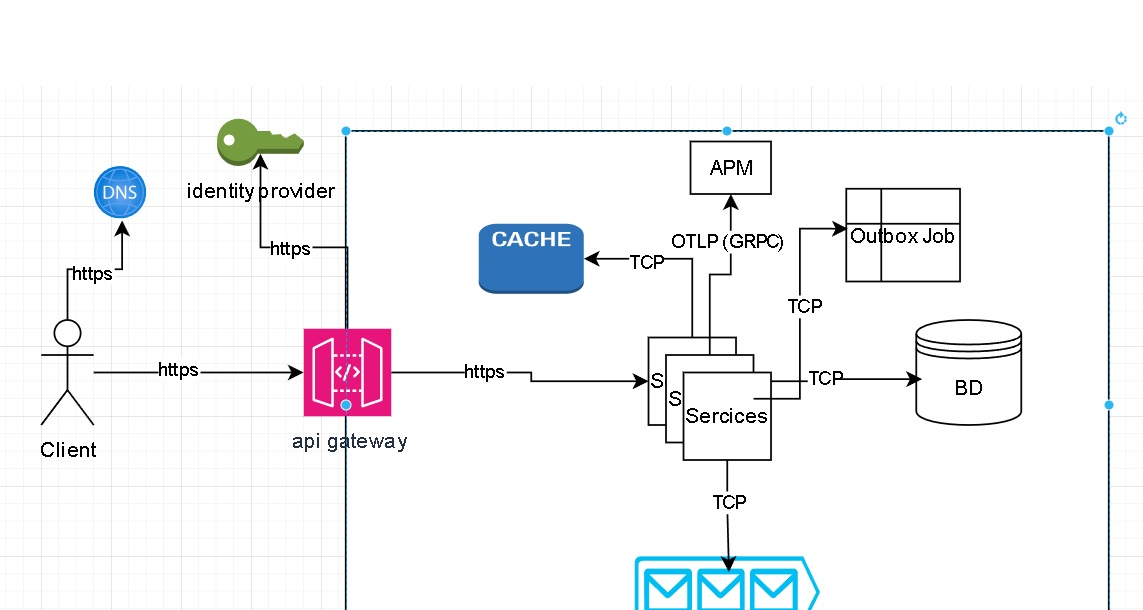 APM
DNS
identity provider
OTLP (GRPC)
Outbox Job
CACHE
https
TCP
https
TCP
https
</>
https
TCP
BD
S
S
Sercices
api gateway
Client
TCP